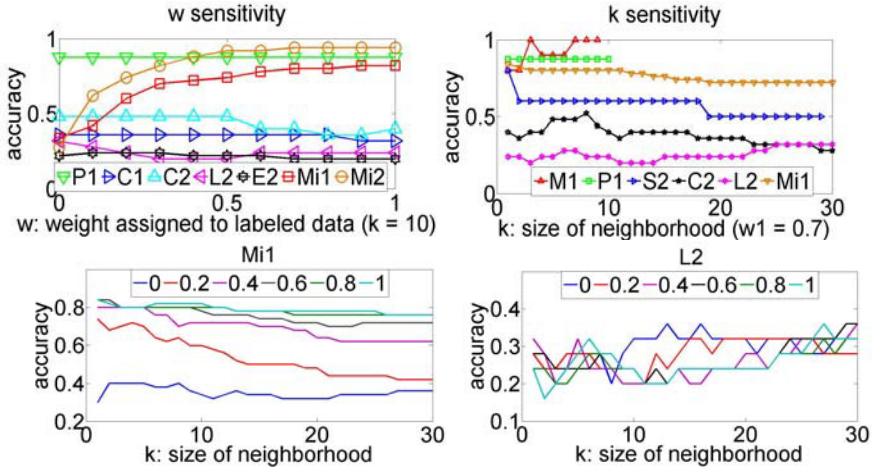 w sensitivity
1
0.5
0
accuracy
P1 C1 C2 L2 E2 Mi1 Mi2
0 0.5 1
w: weight assigned to labeled data (k = 10)
k sensitivity
1
0.5
0
accuracy
M1 P1 S2 C2 L2 Mi1
0 10 20 30
k: size of neighborhood (w1 = 0.7)
Mi1
0 0.2 0.4 0.6 0.8 1
0.8
0.6
0.4
0.2
accuracy
0 10 20 30
k: size of neighborhood
L2
0 0.2 0.4 0.6 0.8 1
0.4
0.3
0.2
0.1
accuracy
0 10 20 30
k: size of neighborhood